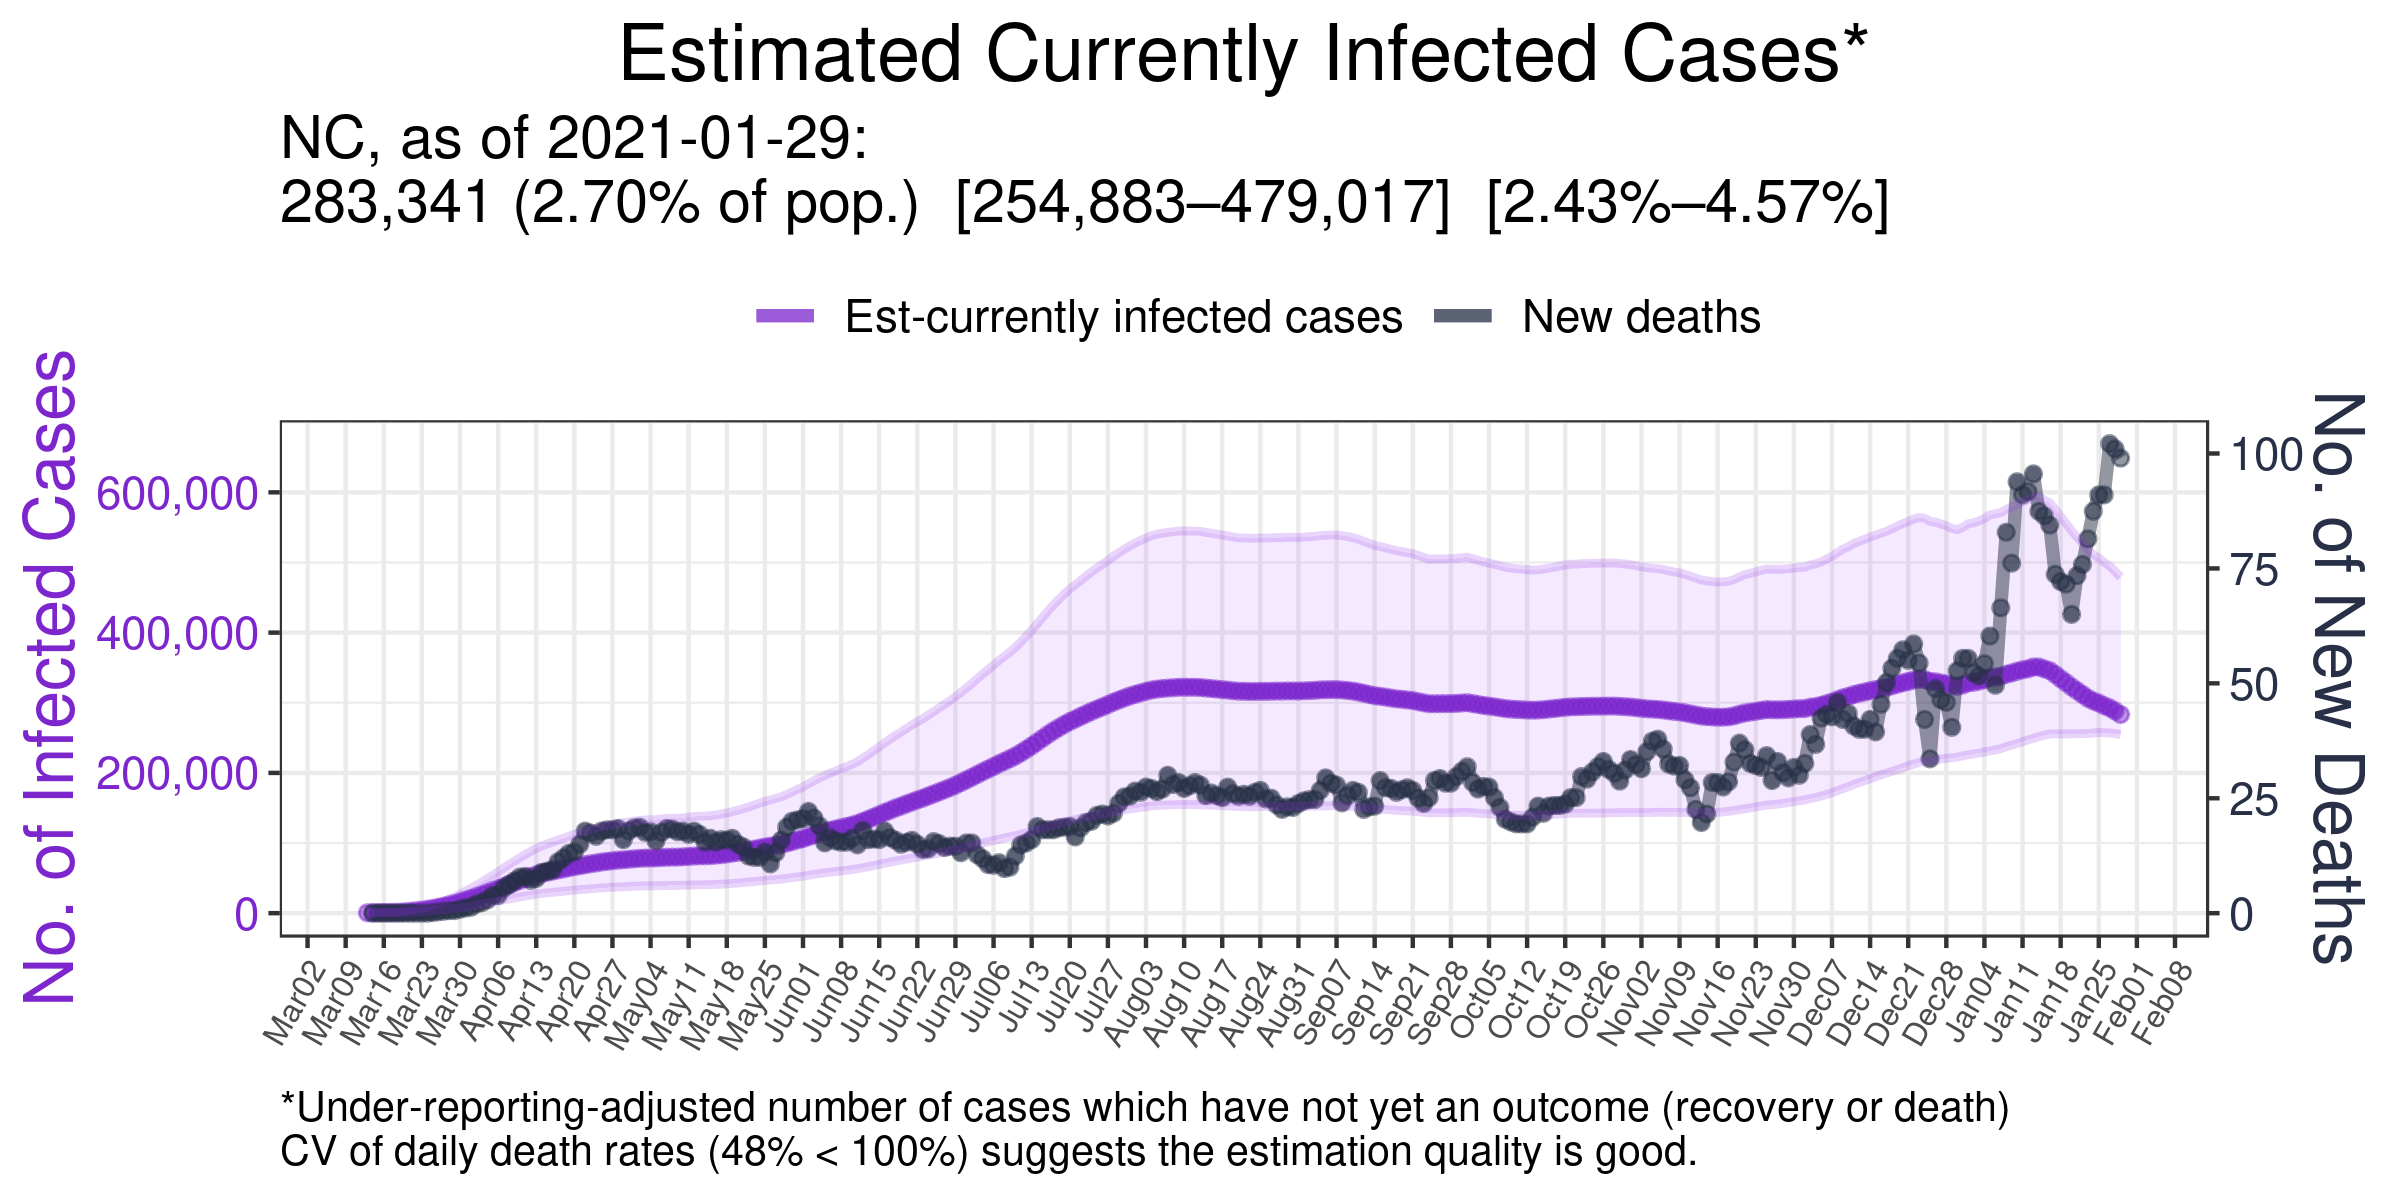 Estimated Currently Infected Cases*
NC, as of 2021-01-29:
283,341 (2.70% of pop.)  [254,883–479,017]  [2.43%–4.57%]
Est-currently infected cases
New deaths
No. of Infected Cases
600,000
400,000
200,000
0
100
75
50
25
0
No. of New Deaths
Mar02
Mar09
Mar16
Mar23
Mar30
Apr06
Apr13
Apr20
Apr27
May04
May11
May18
May25
Jun01
Jun08
Jun15
Jun22
Jun29
Jul06
Jul13
Jul20
Jul27
Aug03
Aug10
Aug17
Aug24
Aug31
Sep07
Sep14
Sep21
Sep28
Oct05
Oct12
Oct19
Oct26
Nov02
Nov09
Nov16
Nov23
Nov30
Dec07
Dec14
Dec21
Dec28
Jan04
Jan11
Jan18
Jan25
Feb01
Feb08
*Under-reporting-adjusted number of cases which have not yet an outcome (recovery or death)
CV of daily death rates (48% < 100%) suggests the estimation quality is good.